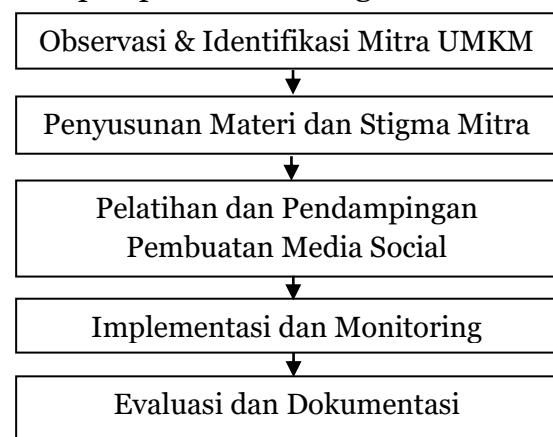 Observasi & Identifikasi Mitra UMKM
Penyusunan Materi dan Stigma Mitra
Pelatihan dan Pendampingan
Pembuatan Media Social
Implementasi dan Monitoring
Evaluasi dan Dokumentasi